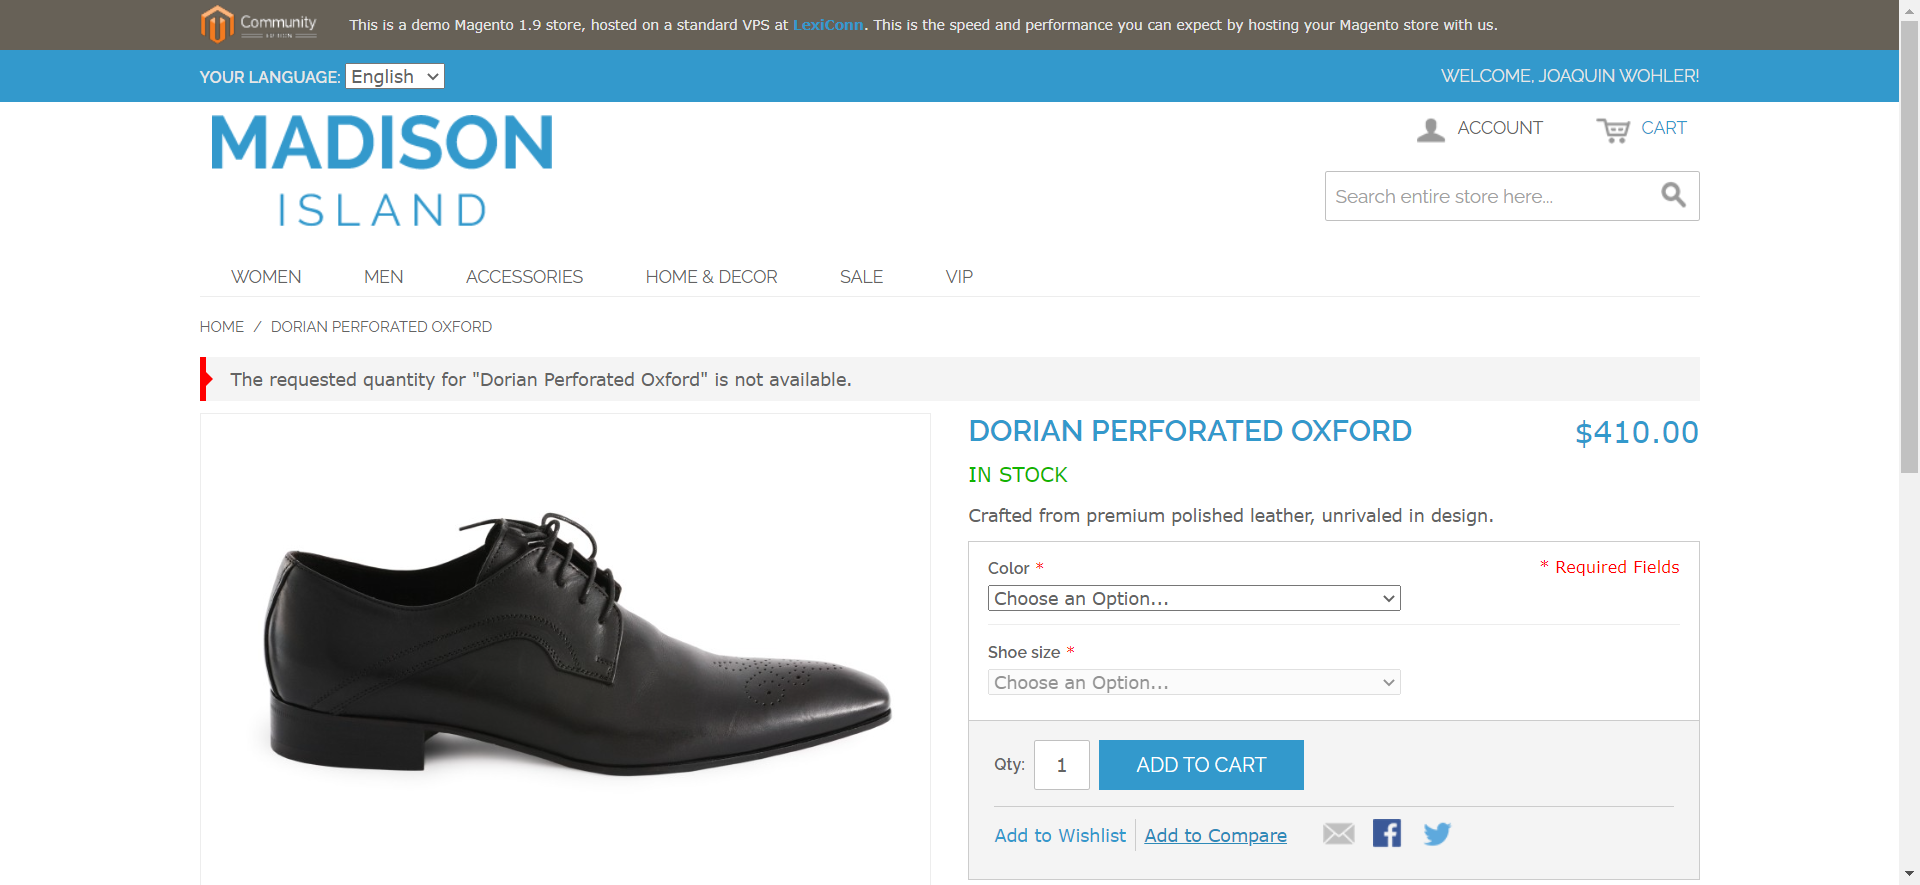 Community
This is a demo Magento 1.9 store, hosted on a standard VPS at LexiConn. This is the speed and performance you can expect by hosting your Magento store with us.
YOUR LANGUAGE: English
WELCOME, JOAQUIN WOHLER!
MADISON
ISLAND
ACCOUNT
CART
Search entire store here...
WOMEN MEN ACCESSORIES HOME & DECOR SALE VIP
HOME / DORIAN PERFORATED OXFORD
The requested quantity for "Dorian Perforated Oxford" is not available.
DORIAN PERFORATED OXFORD
$410.00
IN STOCK
Crafted from premium polished leather, unrivaled in design.
Color *
* Required Fields
Choose an Option...
Shoe size *
Choose an Option...
Qty: 1 ADD TO CART
Add to Wishlist Add to Compare